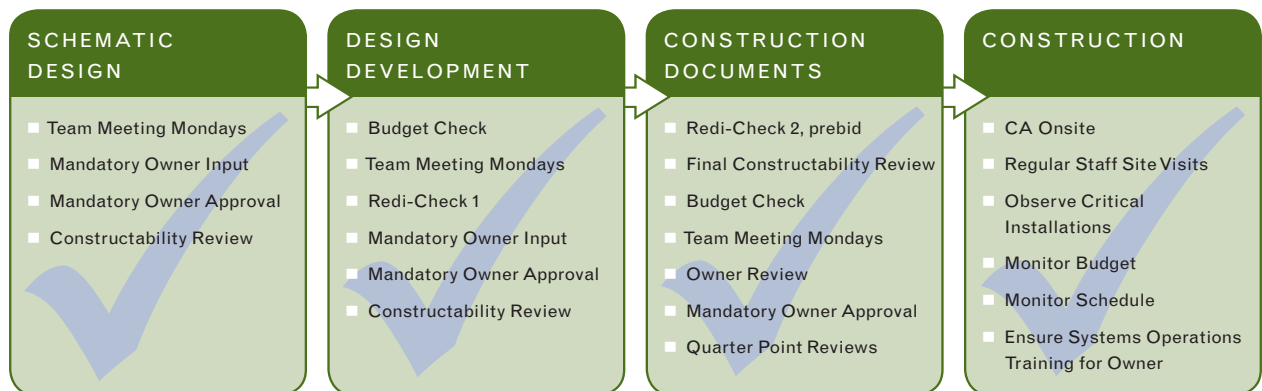 SCHEMATIC
DESIGN
Team Meeting Mondays
Mandatory Owner Input
Mandatory Owner Approval
Constructability Review
DESIGN
DEVELOPMENT
Budget Check
Team Meeting Mondays
Redi-Check 1
Mandatory Owner Input
Mandatory Owner Approval
Constructability Review
CONSTRUCTION
DOCUMENTS
Redi-Check 2, prebid
Final Constructability Review
Budget Check
Team Meeting Mondays
Owner Review
Mandatory Owner Approval
Quarter Point Reviews
CONSTRUCTION
CA Onsite
Regular Staff Site Visits
Observe Critical
Installations
Monitor Budget
Monitor Schedule
Ensure Systems Operations
Training for Owner